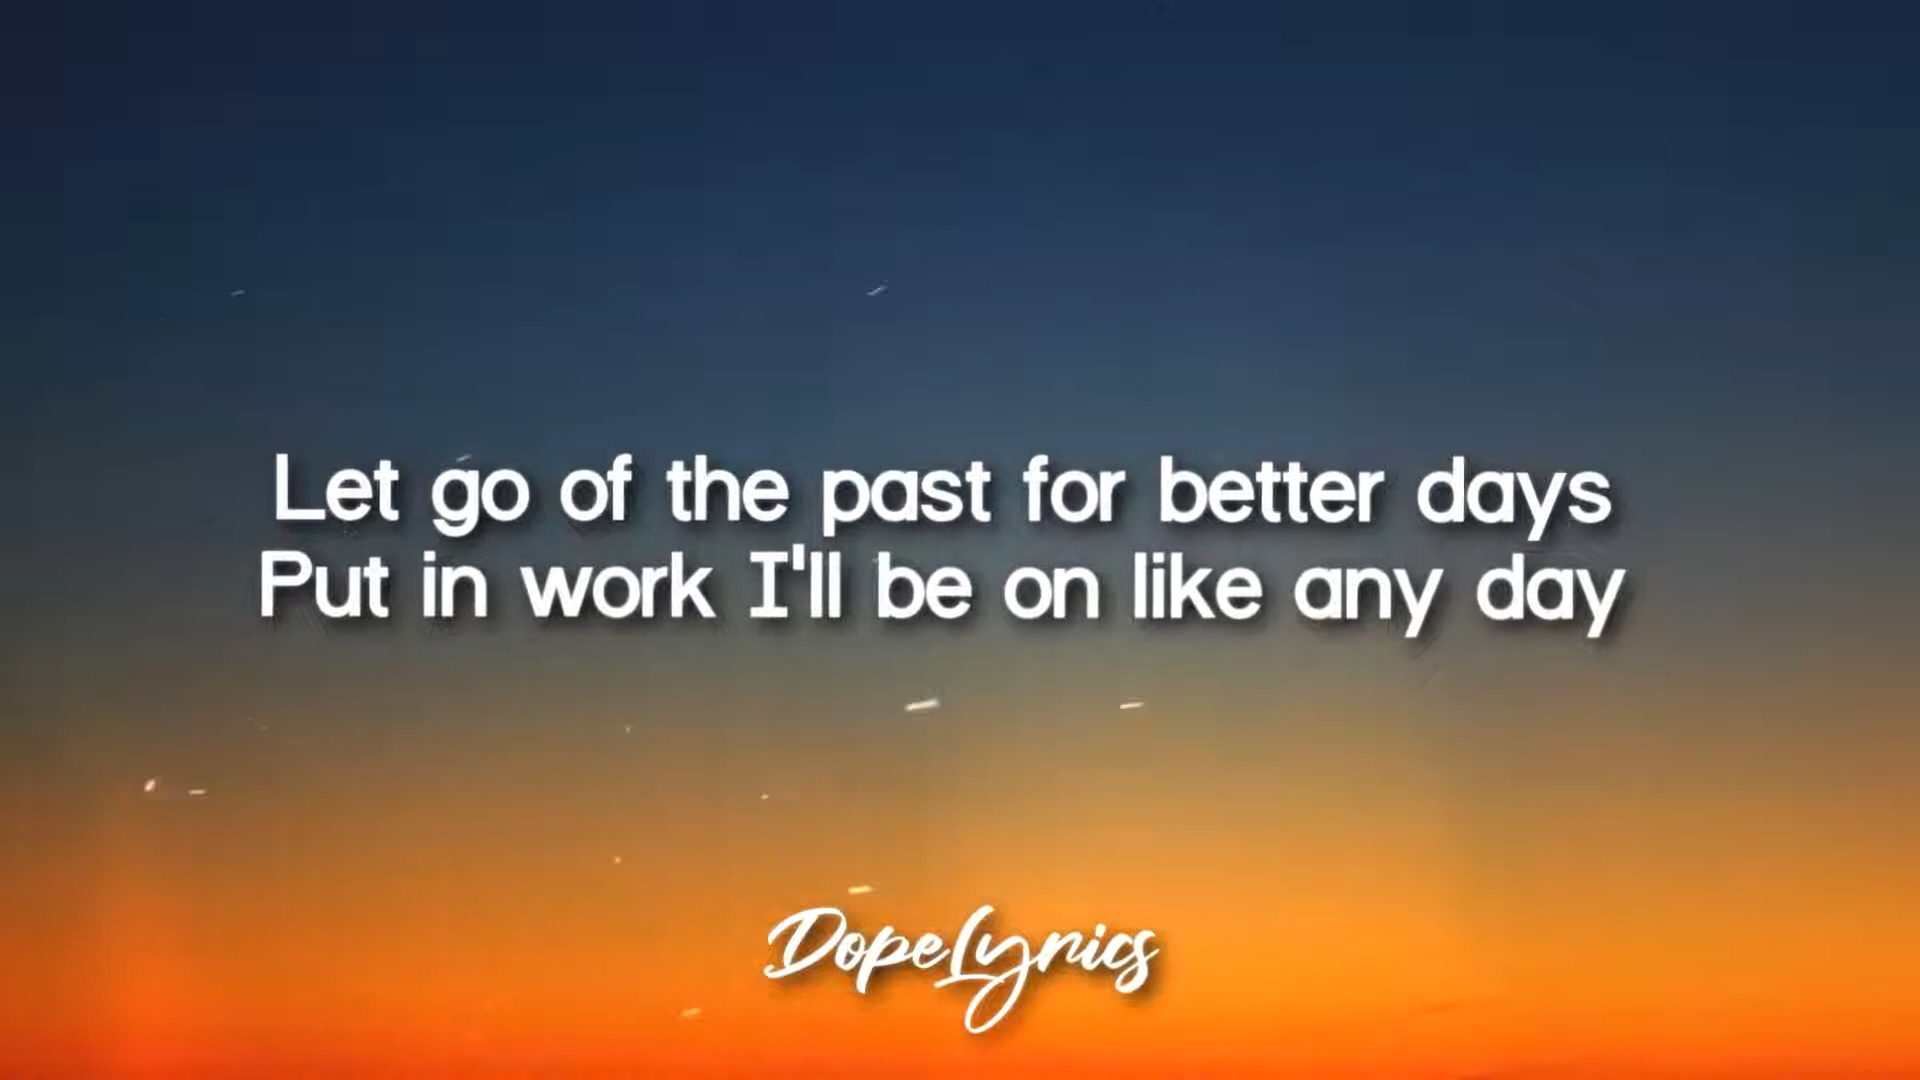 Let go of the past for better days
Put in work I'll be on like any day
DopeLyrics